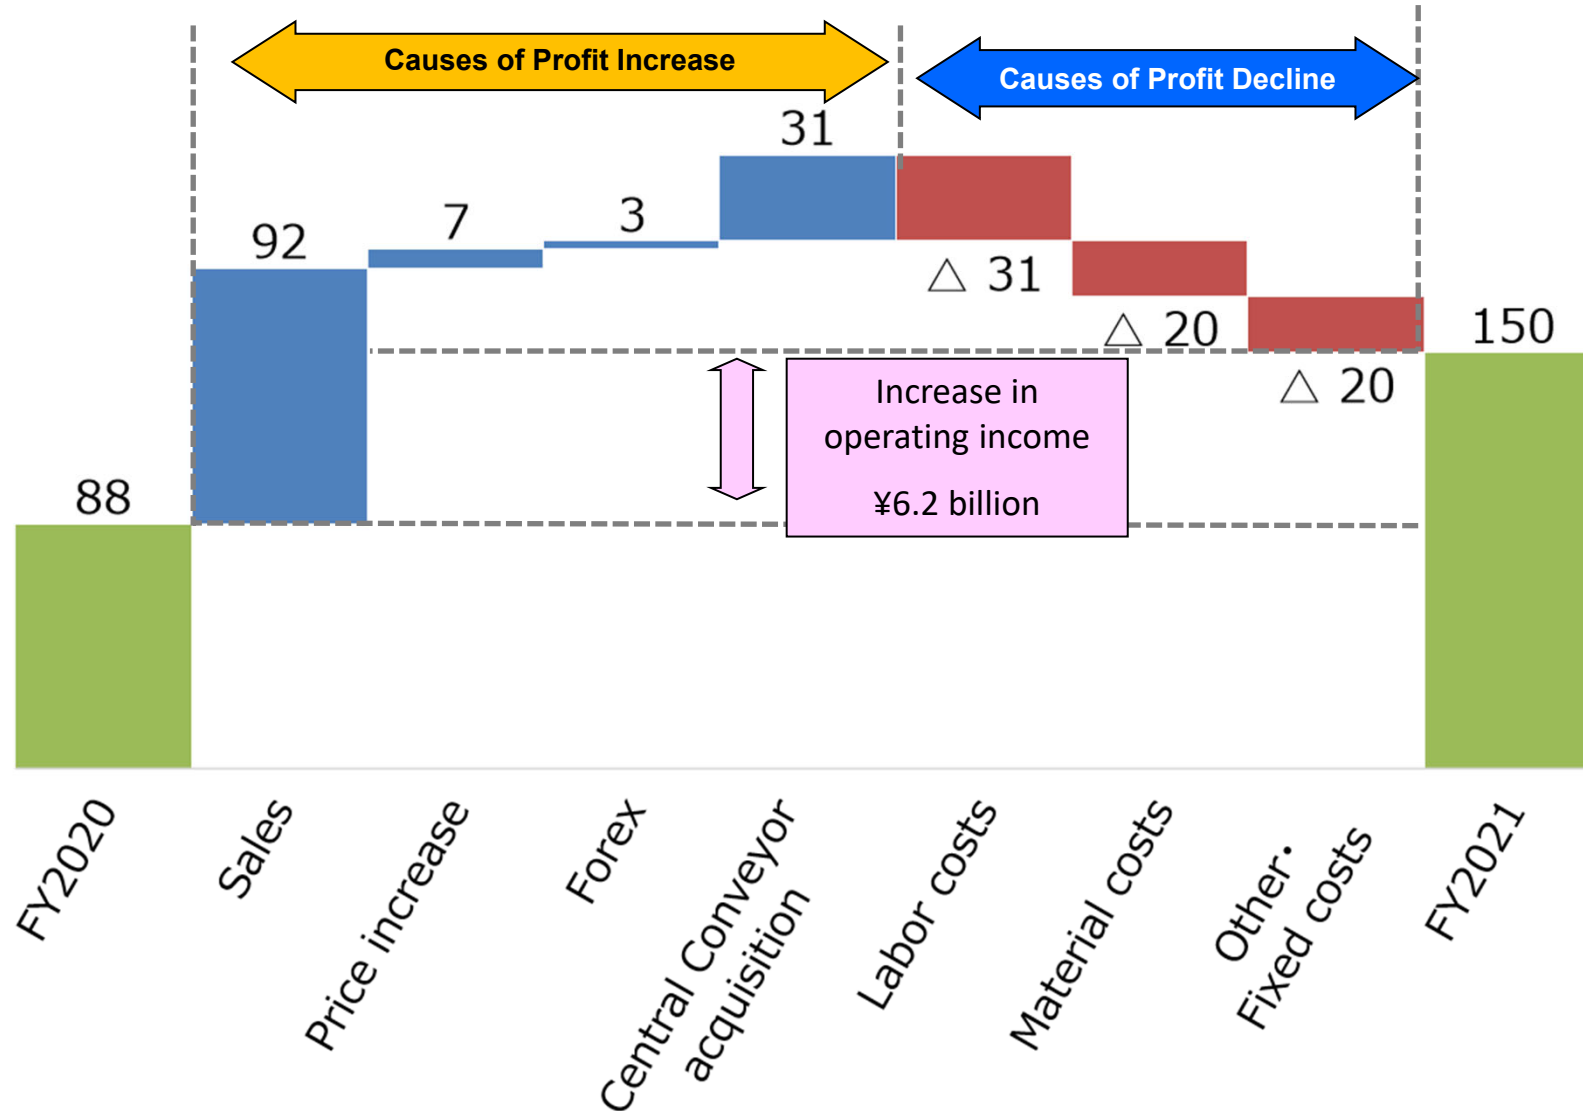 Causes of Profit Increase
Causes of Profit Decline
31
92
7
3
△ 31
△ 20
△ 20
150
88
Increase in
operating income
¥6.2 billion
FY2020
Sales
Price increase
Forex
Central Conveyor
acquisition
Labor costs
Material costs
Other・
Fixed costs
FY2021